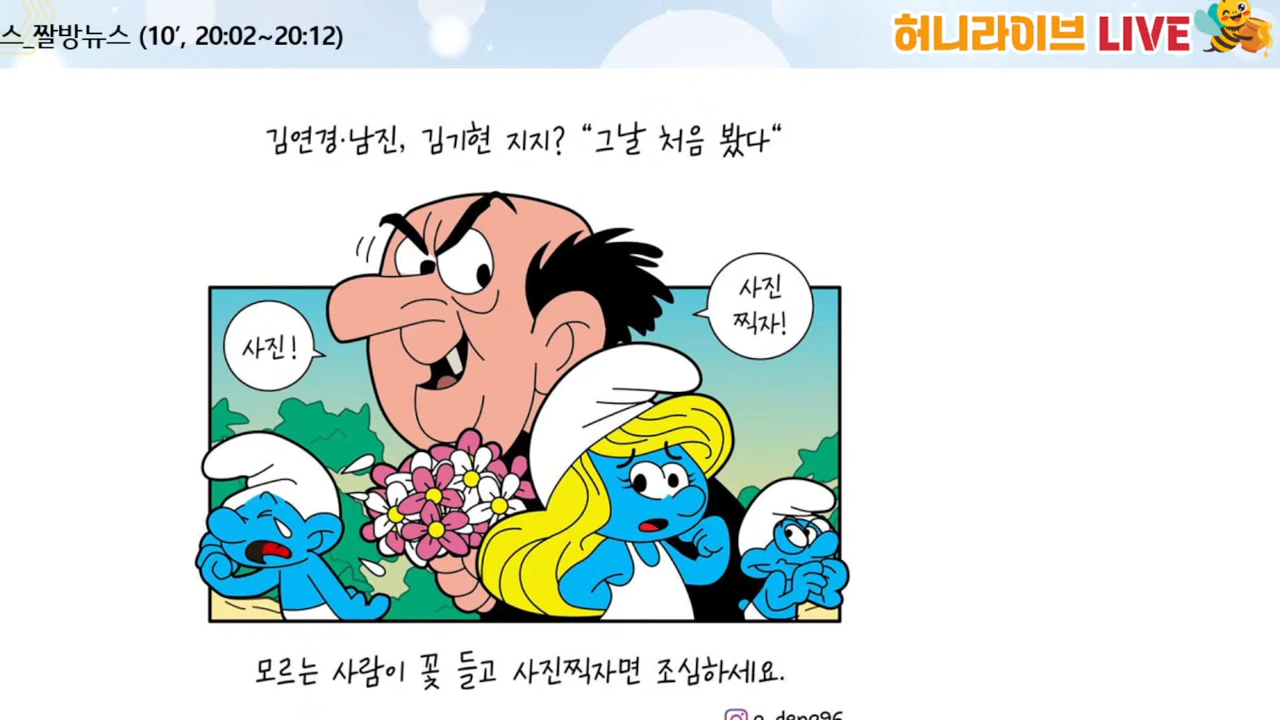 스_짤방뉴스 (10’, 20:02~20:12)
허니라이브 LIVE
김연경·남진, 김기현 지지? “그날 처음 봤다“
사진!
사진
찍자!
모르는 사람이 꽃 들고 사진찍자면 조심하세요.